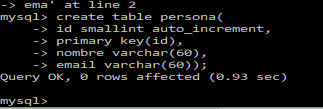 -> ema' at line 2
mysql> create table persona(
-> id smallint auto_increment,
-> primary key(id),
-> nombre varchar(60),
-> email varchar(60));
Query OK, 0 rows affected (0.93 sec)
mysql>